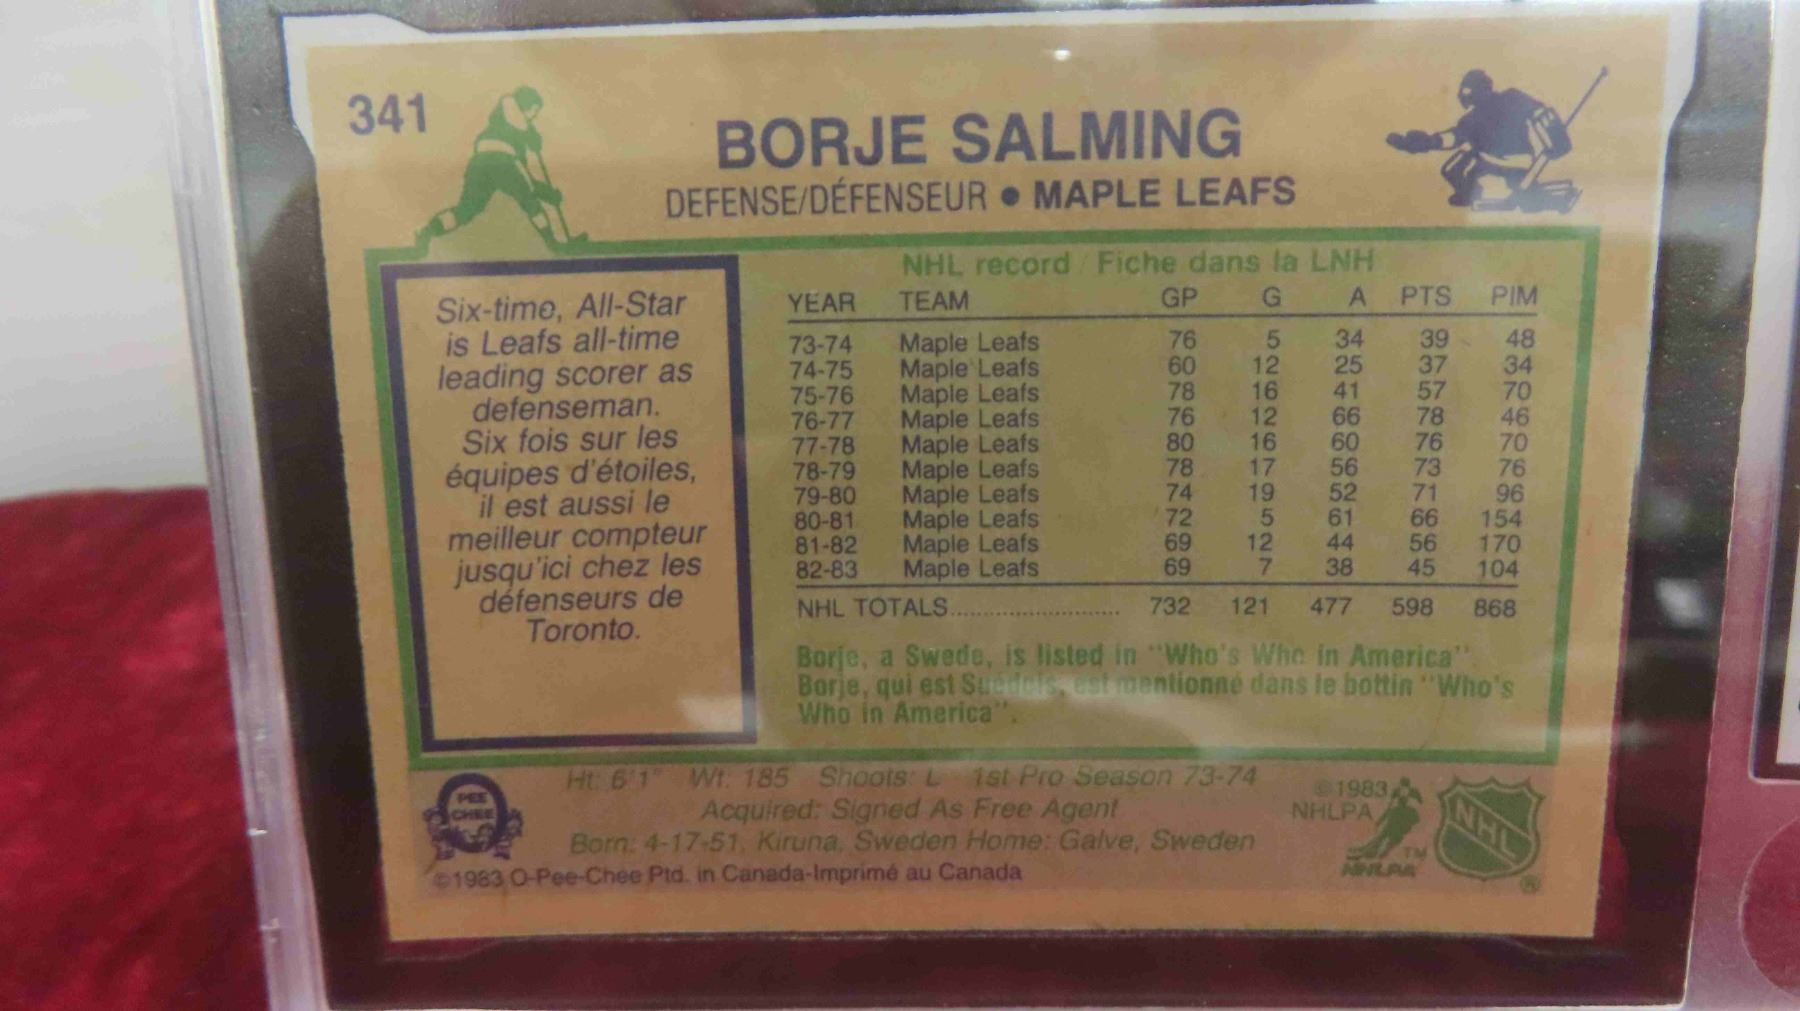 341
BORJE SALMING
DEFENSE/DÉFENSEUR • MAPLE LEAFS
Six-time, All-Star
is Leafs all-time
leading scorer as
defenseman.
Six fois sur les
équipes d'étoiles,
il est aussi le
meilleur compteur
jusqu'ici chez les
défenseurs de
Toronto.
NHL record / Fiche dans la LNH
YEAR TEAM GP G A PTS PIM
73-74 Maple Leafs 76 5 34 39 48
74-75 Maple Leafs 60 12 25 37 34
75-76 Maple Leafs 78 16 41 57 70
76-77 Maple Leafs 76 12 66 78 46
77-78 Maple Leafs 80 16 60 76 70
78-79 Maple Leafs 78 17 56 73 76
79-80 Maple Leafs 74 19 52 71 96
80-81 Maple Leafs 72 5 61 66 154
81-82 Maple Leafs 69 12 44 56 170
82-83 Maple Leafs 69 7 38 45 104
NHL TOTALS........................ 732 121 477 598 868
Borje, a Swede, is listed in "Who's Who in America"
Borje, qui est Suédois, est mentionné dans le bottin "Who's
Who in America".
Ht: 6'1" Wt: 185 Shoots: L 1st Pro Season 73-74
Acquired: Signed As Free Agent
Born: 4-17-51, Kiruna, Sweden Home: Galve, Sweden
©1983 O-Pee-Chee Ptd. in Canada-Imprimé au Canada
PEE
CHEE
©1983
NHLPA
NHLPA TM
NHL
®